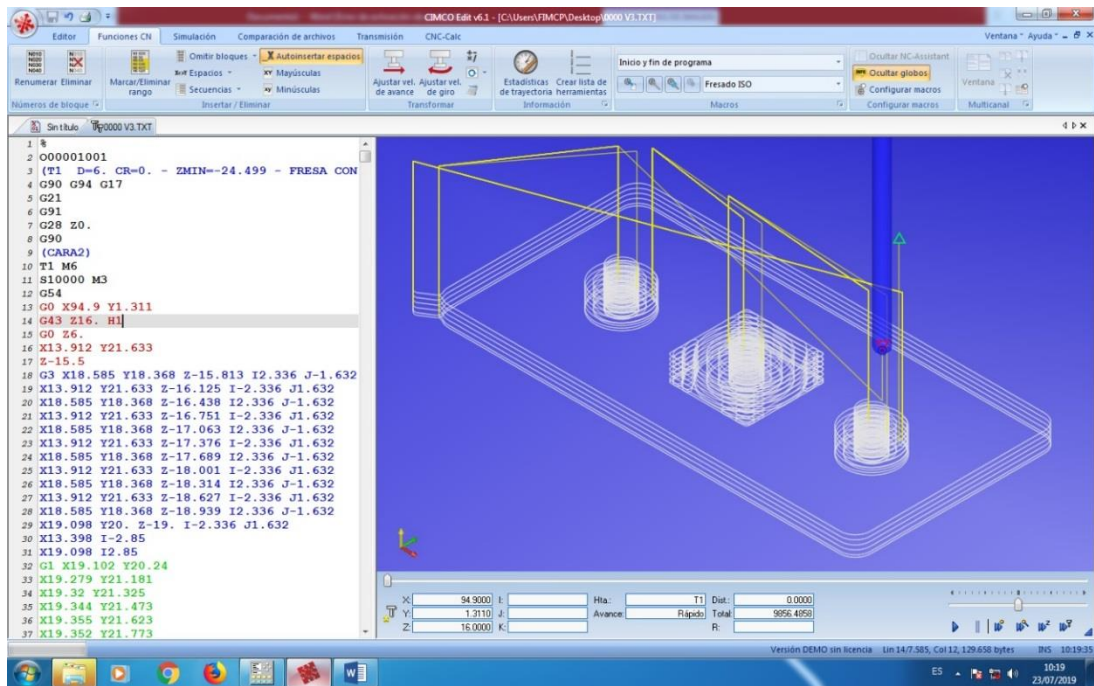 CIMCO Edit v6.1 - [C:\Users\FIMCP\Desktop\0000 V3.TXT]
Editor Funciones CN Simulación Comparación de archivos Transmisión CNC-Calc Ventana Ayuda
Renumerar Eliminar
Números de bloque
Marcar/Eliminar rango
Omitir bloques
Espacios
Secuencias
Autoinsertar espacios
Mayúsculas
Minúsculas
Insertar / Eliminar
Ajustar vel. de avance
Ajustar vel. de giro
Transformar
Estadísticas de trayectoria
Crear lista de herramientas
Información
Inicio y fin de programa
Fresado ISO
Macros
Ocultar NC-Assistant
Ocultar globos
Configurar macros
Configurar macros
Ventana
Multicanal
Sin título 0000 V3.TXT
1 %
2 O00001001
3 (T1 D=6. CR=0. - ZMIN=-24.499 - FRESA CON
4 G90 G94 G17
5 G21
6 G91
7 G28 Z0.
8 G90
9 (CARA2)
10 T1 M6
11 S10000 M3
12 G54
13 G0 X94.9 Y1.311
14 G43 Z16. H1
15 G0 Z6.
16 X13.912 Y21.633
17 Z-15.5
18 G3 X18.585 Y18.368 Z-15.813 I2.336 J-1.632
19 X13.912 Y21.633 Z-16.125 I-2.336 J1.632
20 X18.585 Y18.368 Z-16.438 I2.336 J-1.632
21 X13.912 Y21.633 Z-16.751 I-2.336 J1.632
22 X18.585 Y18.368 Z-17.063 I2.336 J-1.632
23 X13.912 Y21.633 Z-17.376 I-2.336 J1.632
24 X18.585 Y18.368 Z-17.689 I2.336 J-1.632
25 X13.912 Y21.633 Z-18.001 I-2.336 J1.632
26 X18.585 Y18.368 Z-18.314 I2.336 J-1.632
27 X13.912 Y21.633 Z-18.627 I-2.336 J1.632
28 X18.585 Y18.368 Z-18.939 I2.336 J-1.632
29 X19.098 Y20. Z-19. I-2.336 J1.632
30 X13.398 I-2.85
31 X19.098 I2.85
32 G1 X19.102 Y20.24
33 X19.279 Y21.181
34 X19.32 Y21.325
35 X19.344 Y21.473
36 X19.355 Y21.623
37 X19.352 Y21.773
X: 94.9000 I: Hta.: T1 Dist.: 0.0000
Y: 1.3110 J: Avance: Rápido Total: 9856.4858
Z: 16.0000 K: R:
Versión DEMO sin licencia Lin 14/7.585, Col 12, 129.658 bytes INS 10:19:35
ES 10:19
23/07/2019